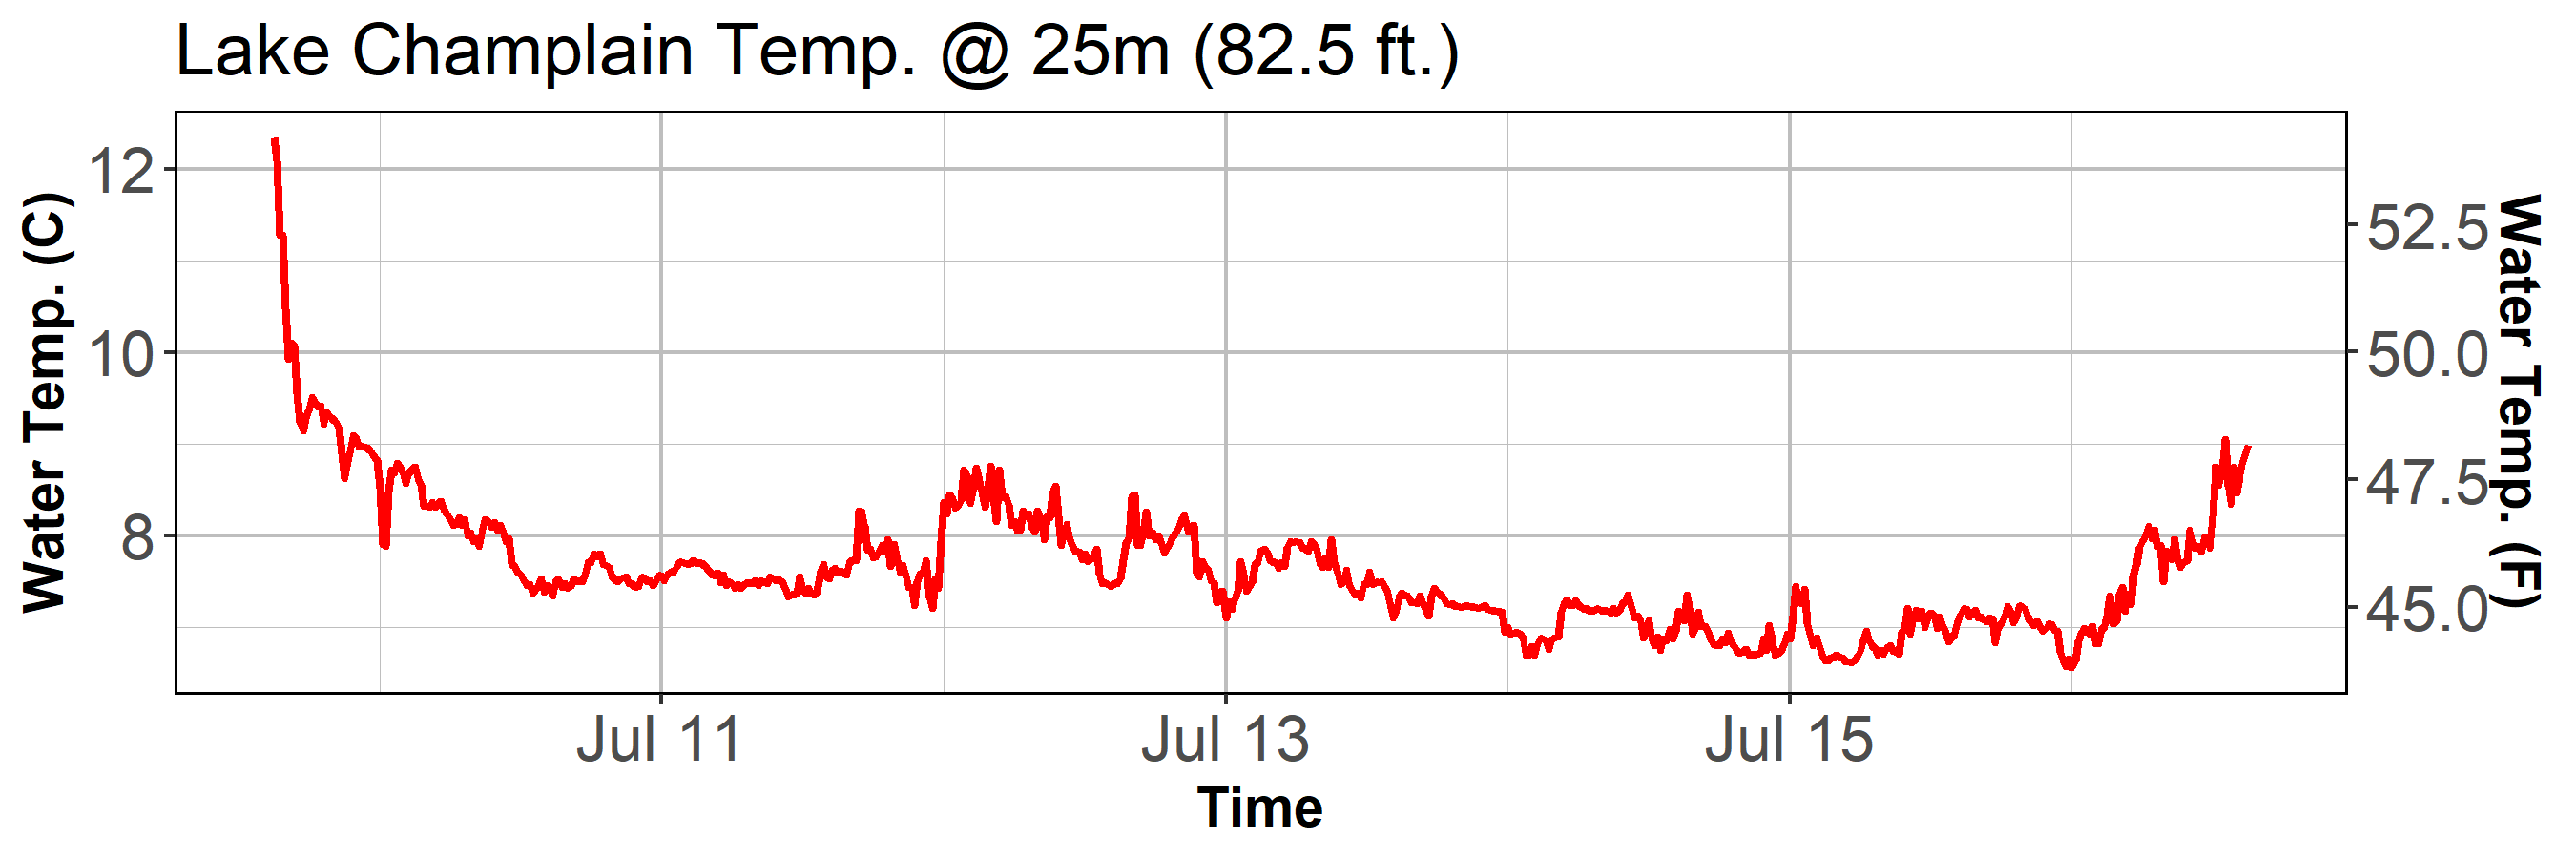 Lake Champlain Temp. @ 25m (82.5 ft.)
Water Temp. (C)
12
10
8
52.5
50.0
47.5
45.0
Water Temp. (F)
Jul 11
Jul 13
Jul 15
Time